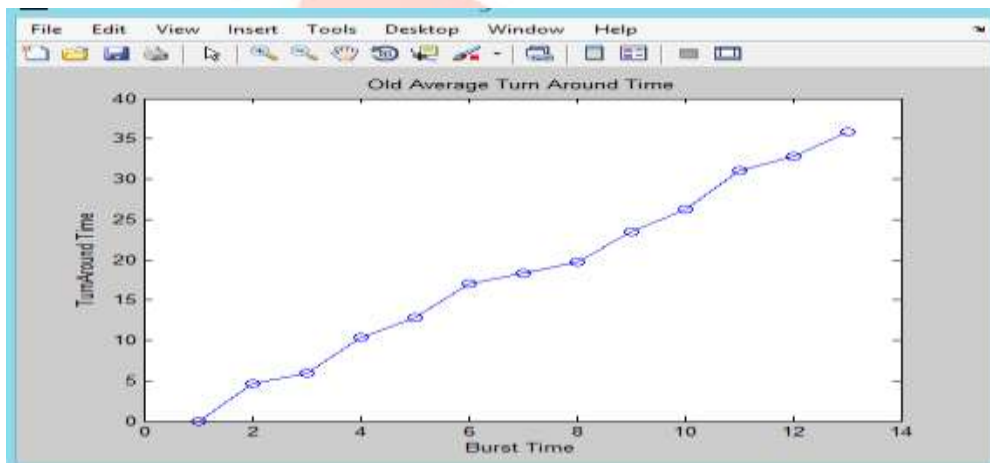 File Edit View Insert Tools Desktop Window Help
Old Average Turn Around Time
40
35
30
25
20
15
10
5
0
TurnAround Time
0 2 4 6 8 10 12 14
Burst Time